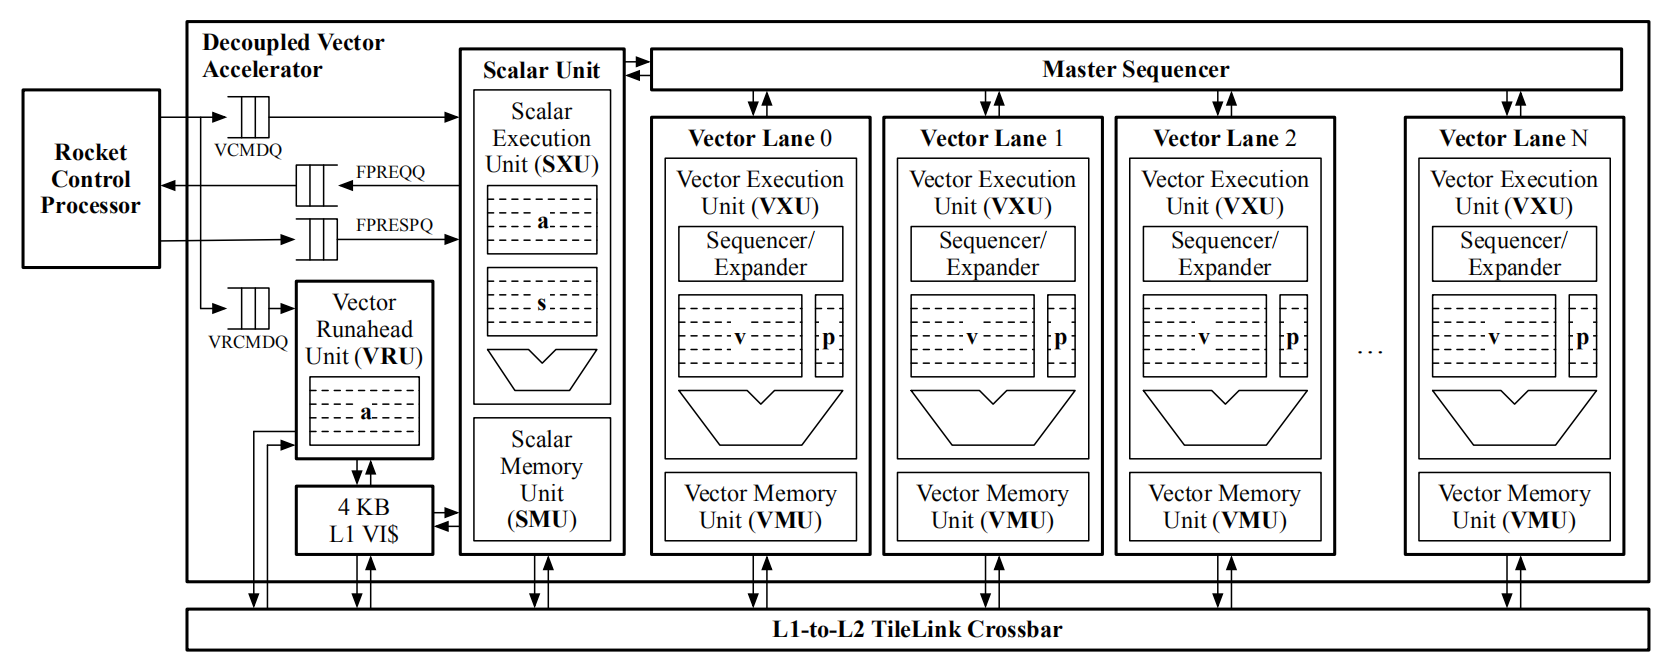 Decoupled Vector
Accelerator
Rocket
Control
Processor
VCMDQ
FPREQQ
FPRESPQ
VRCMDQ
Vector
Runahead
Unit (VRU)
a
4 KB
L1 VI$
Scalar Unit
Scalar
Execution
Unit (SXU)
a
s
Scalar
Memory
Unit
(SMU)
Master Sequencer
Vector Lane 0
Vector Execution
Unit (VXU)
Sequencer/
Expander
v
p
Vector Memory
Unit (VMU)
Vector Lane 1
Vector Execution
Unit (VXU)
Sequencer/
Expander
v
p
Vector Memory
Unit (VMU)
Vector Lane 2
Vector Execution
Unit (VXU)
Sequencer/
Expander
v
p
Vector Memory
Unit (VMU)
...
Vector Lane N
Vector Execution
Unit (VXU)
Sequencer/
Expander
v
p
Vector Memory
Unit (VMU)
L1-to-L2 TileLink Crossbar